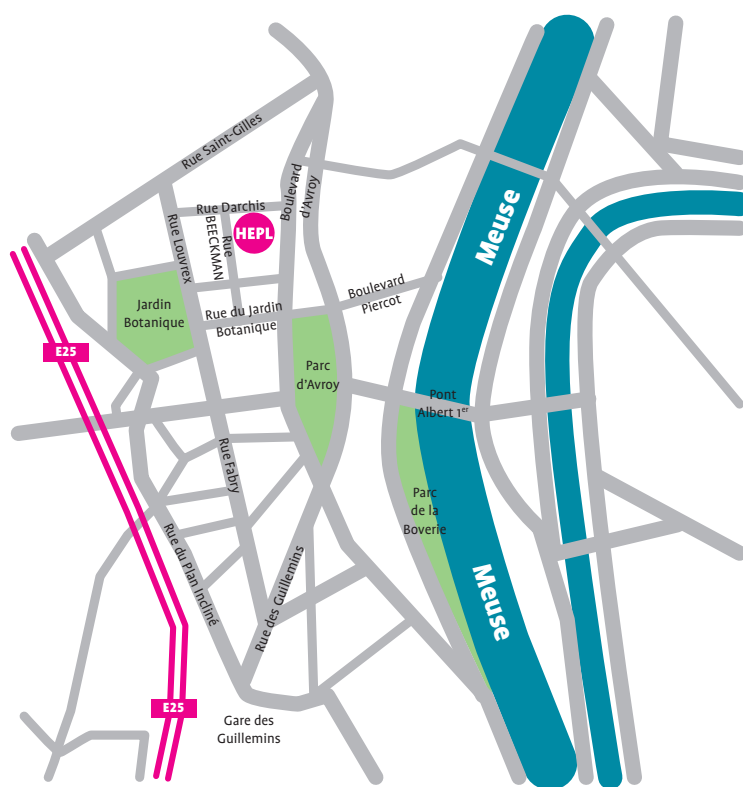 Rue Saint-Gilles
Boulevard
d'Avroy
Rue Darchis
HEPL
Rue
BEECKMAN
Rue Louvrex
Meuse
Jardin
Botanique
Rue du Jardin
Botanique
Boulevard
Piercot
E25
Parc
d'Avroy
Pont
Albert 1er
Rue Fabry
Parc
de la
Boverie
Rue du Plan Incliné
Rue des Guillemins
Meuse
E25
Gare des
Guillemins